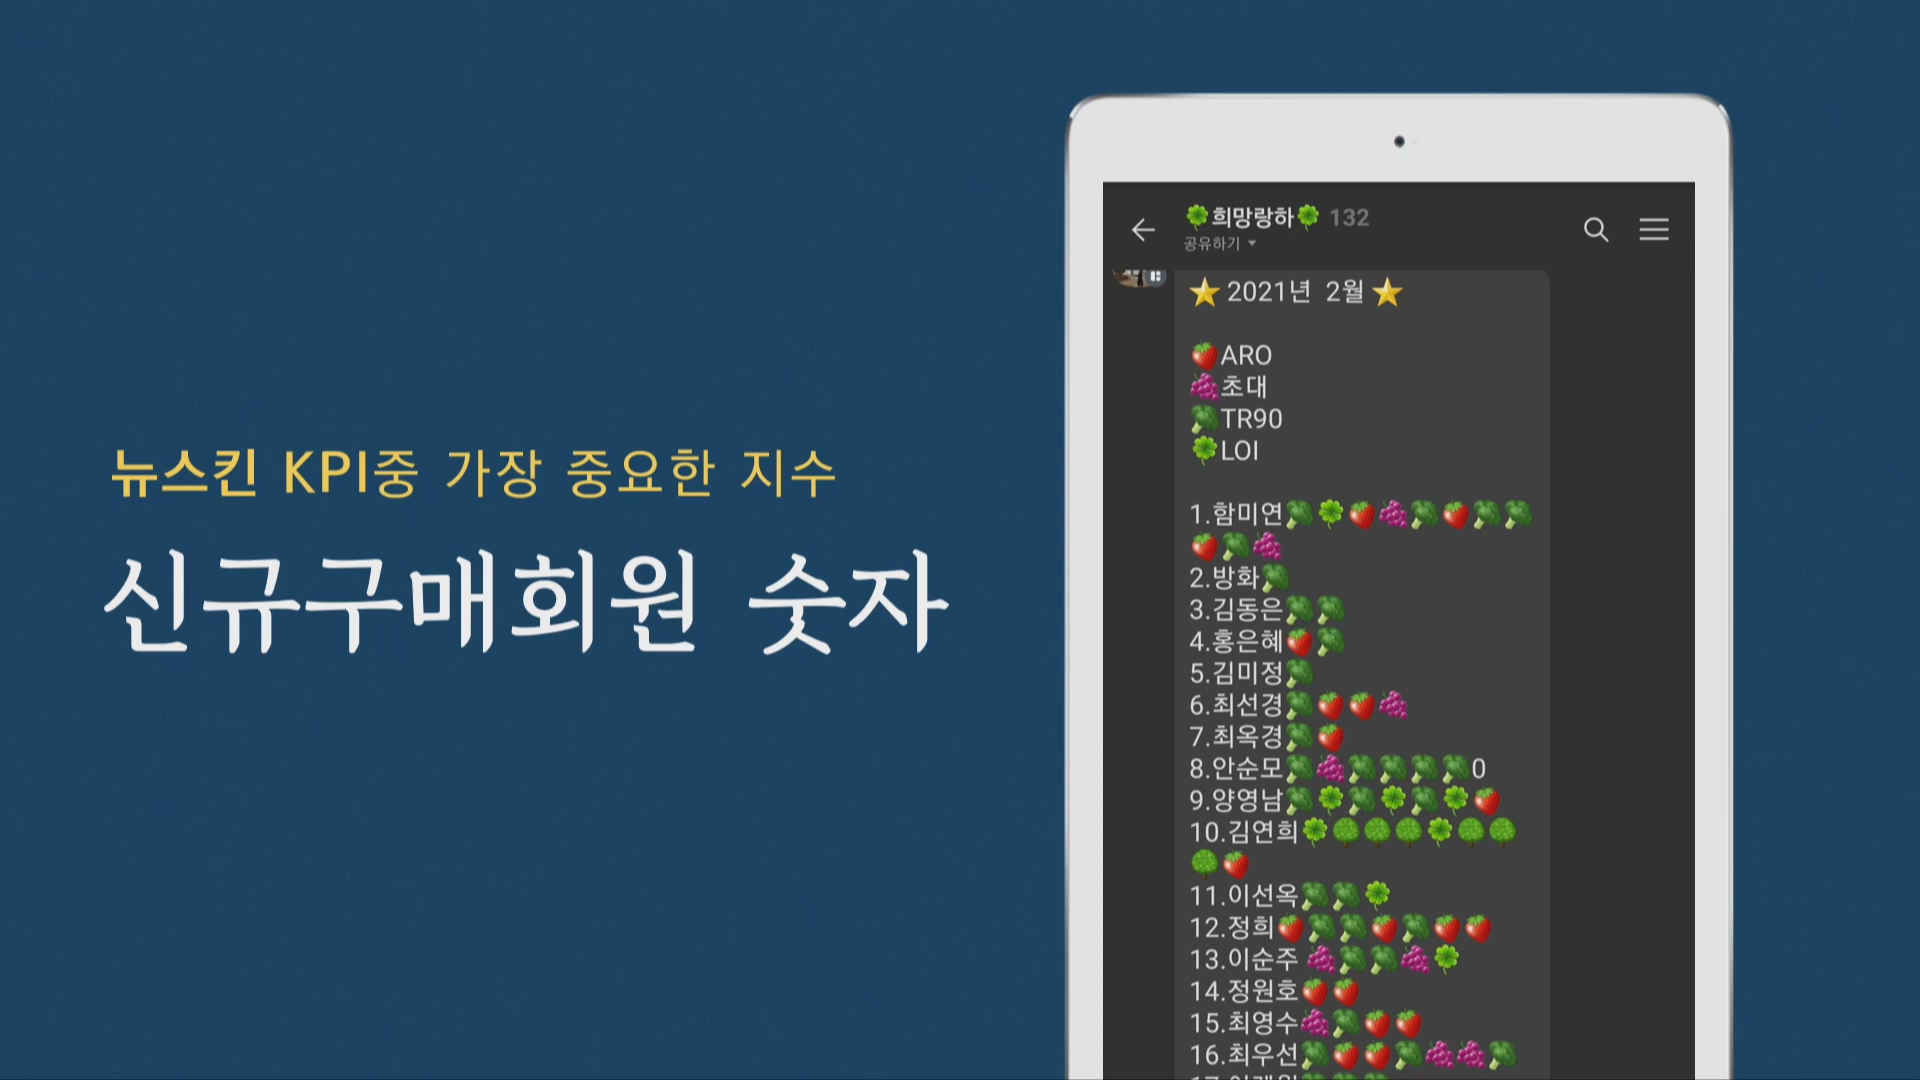 뉴스킨 KPI중 가장 중요한 지수
신규구매회원 숫자
🍀희망랑하🍀 132
공유하기
⭐ 2021년 2월 ⭐
🍓ARO
🍇초대
🥦TR90
🍀LOI
1.함미연🥦🍀🍓🍇🥦🍓🥦🥦
🍓🥦🍇
2.방화🥦
3.김동은🥦🥦
4.홍은혜🍓🥦
5.김미정🥦
6.최선경🥦🍓🍓🍇
7.최옥경🥦🍓
8.안순모🥦🍇🥦🥦🥦🥦0
9.양영남🥦🍀🥦🍀🥦🍀🍓
10.김연희🍀🌳🌳🌳🍀🌳🌳
🌳🍓
11.이선옥🥦🥦🍀
12.정희🍓🥦🥦🍓🥦🍓🍓
13.이순주 🍇🥦🥦🍇🍀
14.정원호🍓🍓
15.최영수🍇🥦🍓🍓
16.최우선🥦🍓🍓🥦🍇🍇🥦